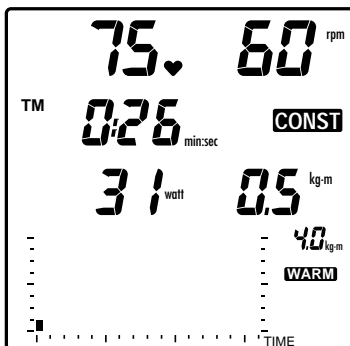 75 60 rpm
TM 0:26 min:sec CONST
31 watt 0.5 kg-m
4.0 kg-m
WARM
TIME